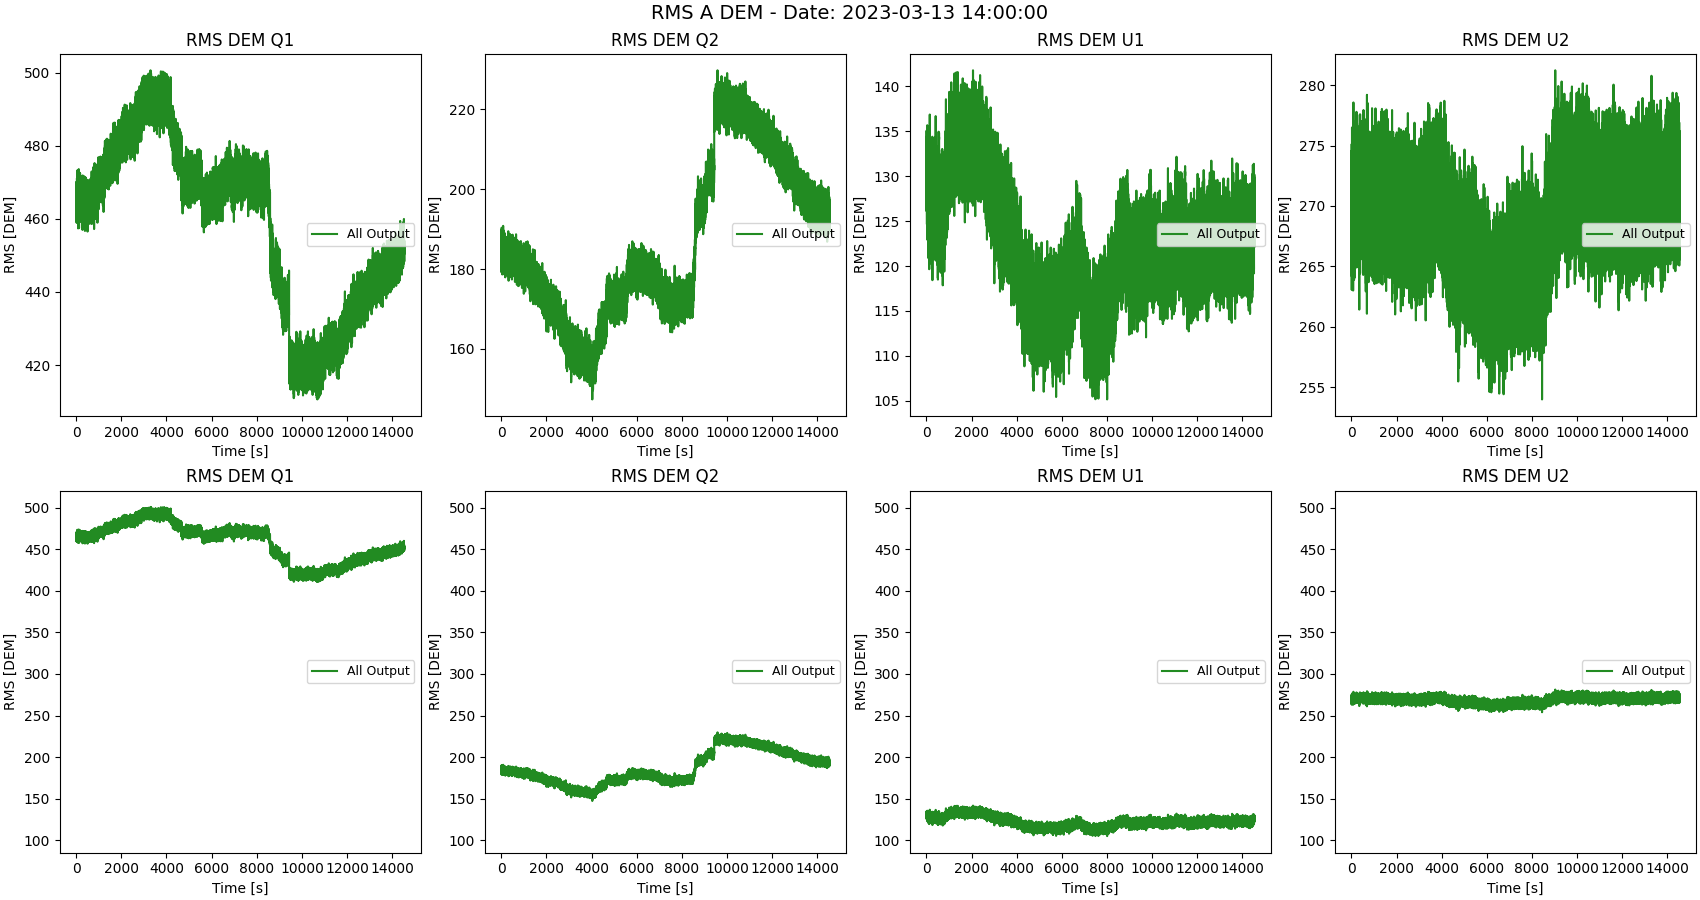 RMS A DEM - Date: 2023-03-13 14:00:00
RMS DEM Q1
RMS [DEM]
500
480
460
440
420
All Output
0 2000 4000 6000 8000 10000 12000 14000
Time [s]
RMS DEM Q2
RMS [DEM]
220
200
180
160
All Output
0 2000 4000 6000 8000 10000 12000 14000
Time [s]
RMS DEM U1
RMS [DEM]
140
135
130
125
120
115
110
105
All Output
0 2000 4000 6000 8000 10000 12000 14000
Time [s]
RMS DEM U2
RMS [DEM]
280
275
270
265
260
255
All Output
0 2000 4000 6000 8000 10000 12000 14000
Time [s]
RMS DEM Q1
RMS [DEM]
500
450
400
350
300
250
200
150
100
All Output
0 2000 4000 6000 8000 10000 12000 14000
Time [s]
RMS DEM Q2
RMS [DEM]
500
450
400
350
300
250
200
150
100
All Output
0 2000 4000 6000 8000 10000 12000 14000
Time [s]
RMS DEM U1
RMS [DEM]
500
450
400
350
300
250
200
150
100
All Output
0 2000 4000 6000 8000 10000 12000 14000
Time [s]
RMS DEM U2
RMS [DEM]
500
450
400
350
300
250
200
150
100
All Output
0 2000 4000 6000 8000 10000 12000 14000
Time [s]